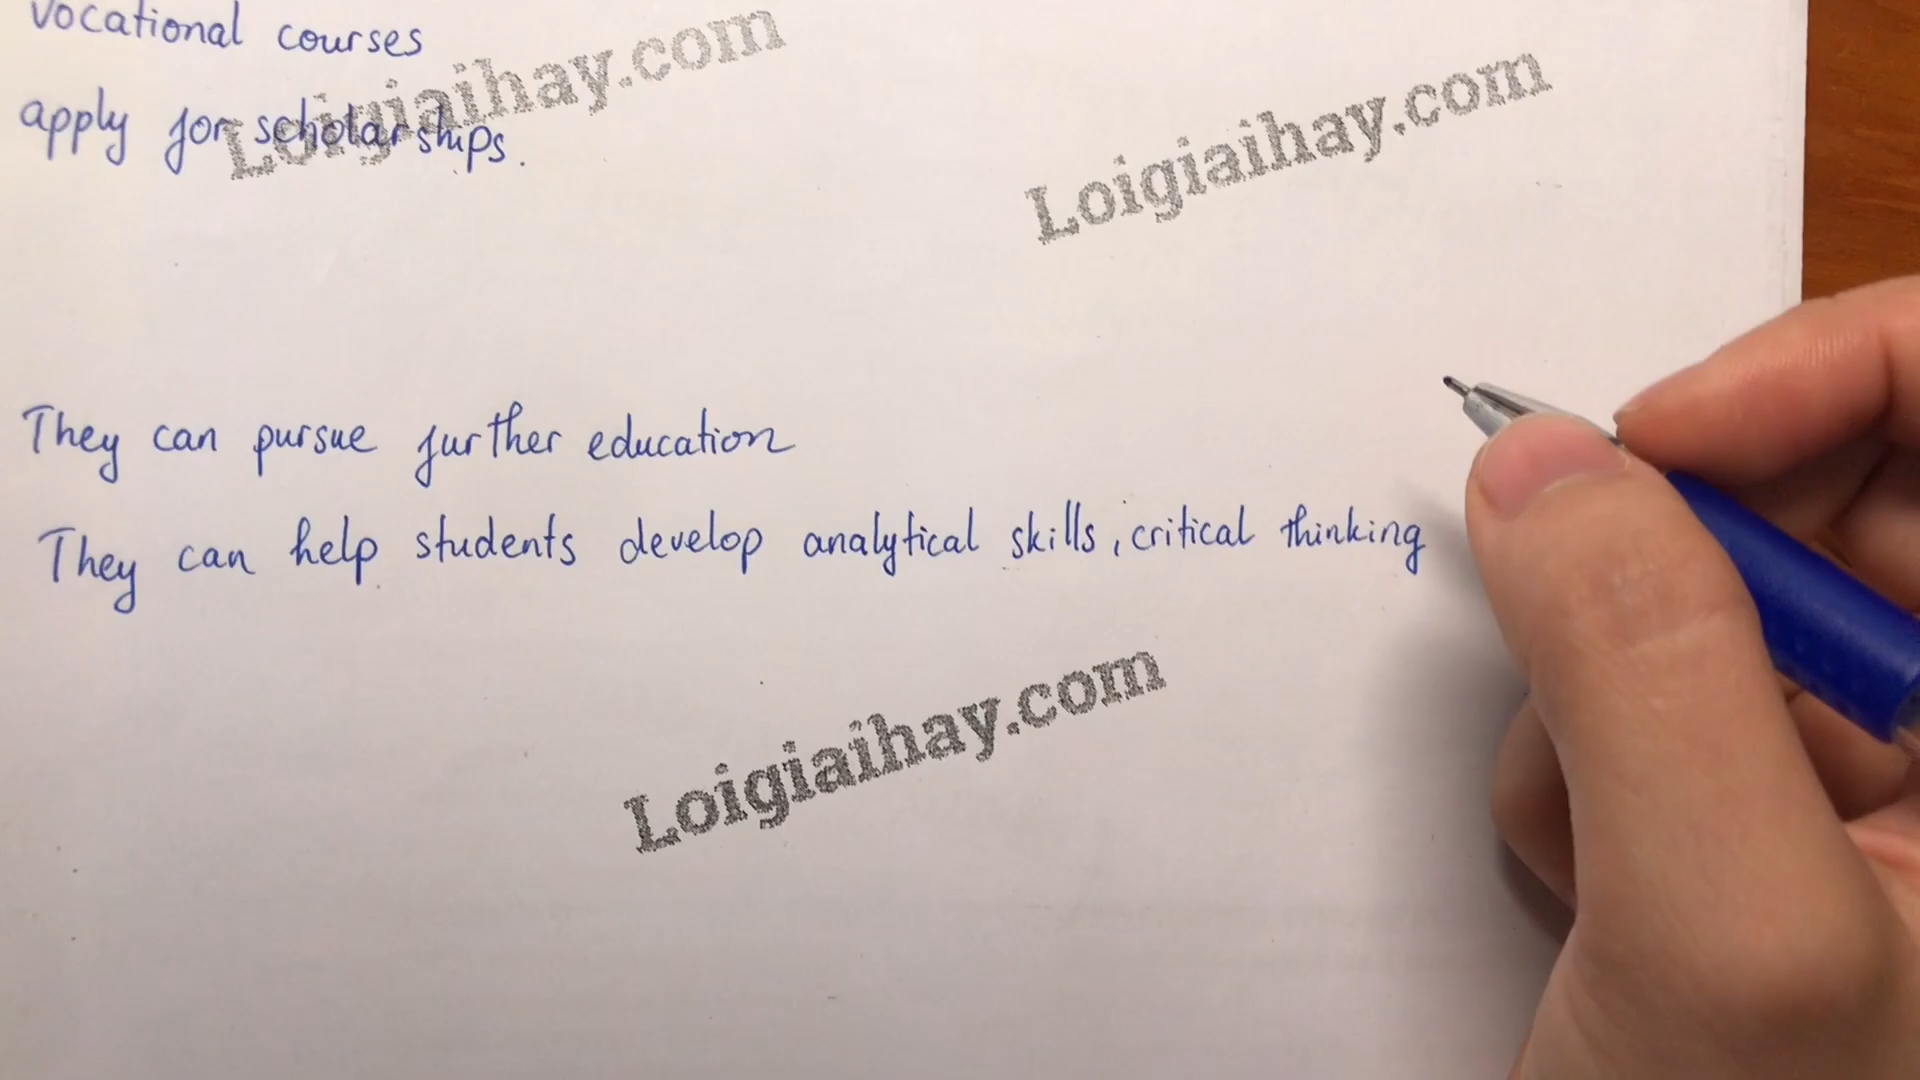 vocational courses
apply for scholarships.
Loigiaihay.com
Loigiaihay.com
They can pursue further education
They can help students develop analytical skills, critical thinking
Loigiaihay.com